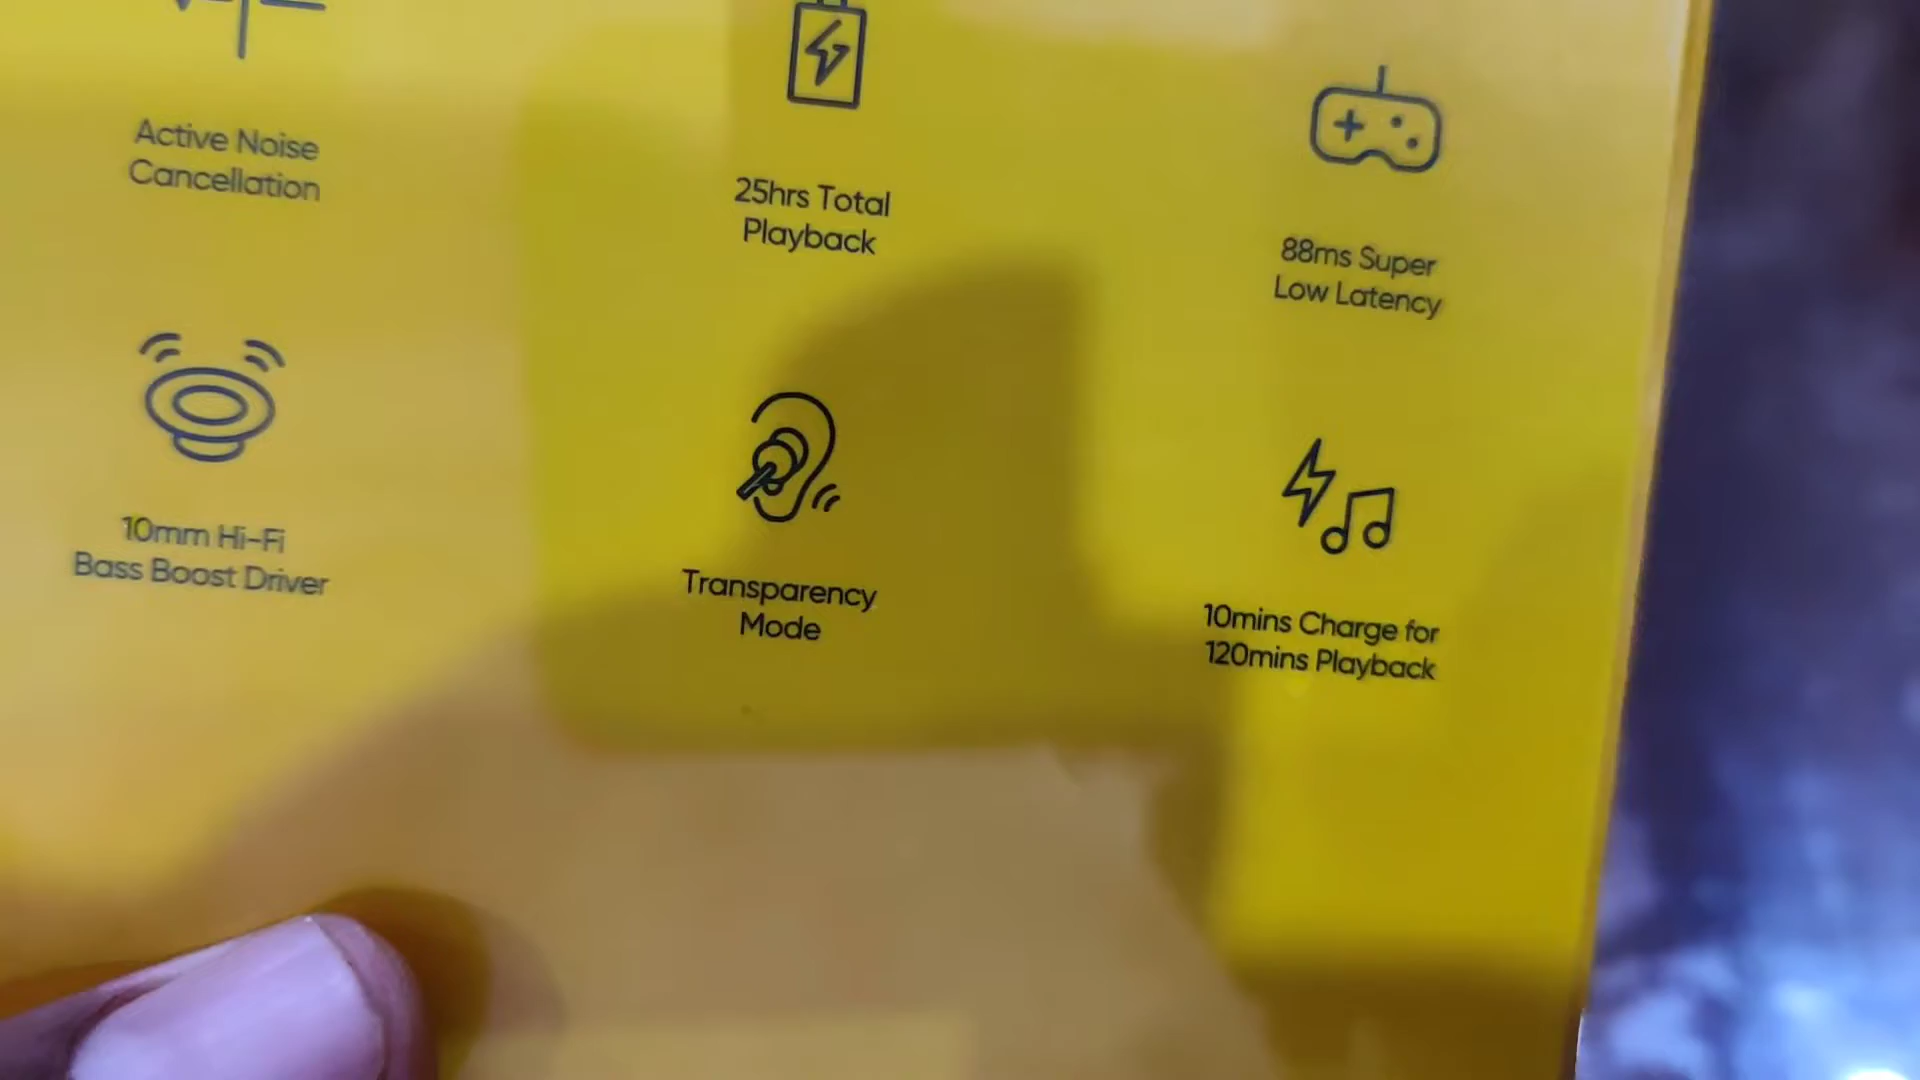 Active Noise
Cancellation
25hrs Total
Playback
88ms Super
Low Latency
10mm Hi-Fi
Bass Boost Driver
Transparency
Mode
10mins Charge for
120mins Playback